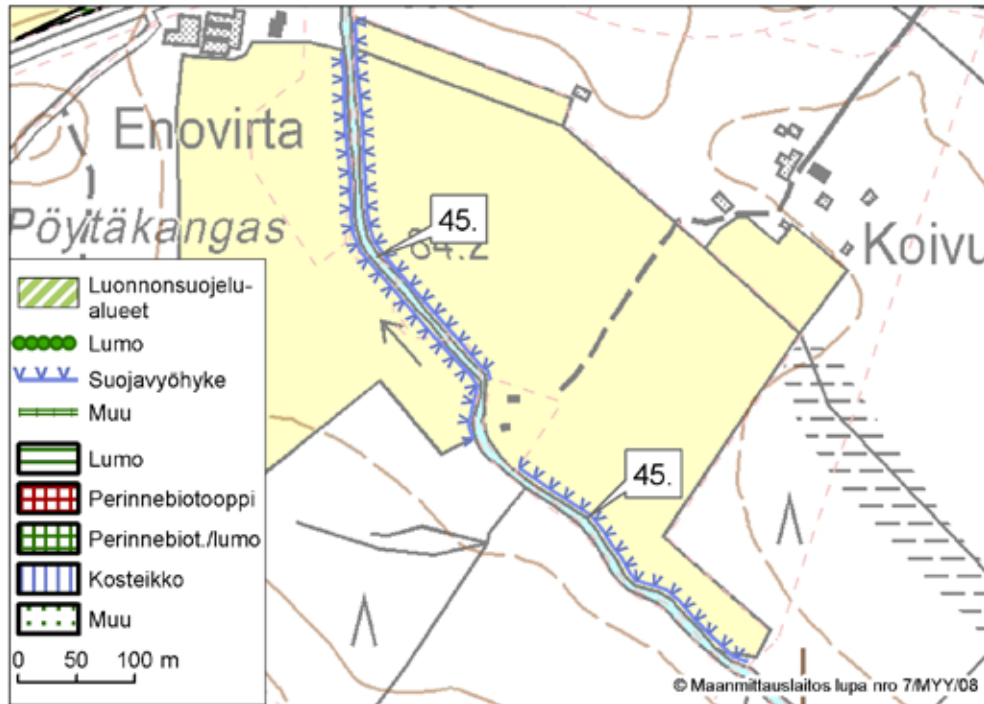 Enovirta
Pöytäkangas
45.
84.2
Koivu
Luonnonsuojelu-
alueet
Lumo
Suojavyöhyke
Muu
Lumo
Perinnebiotooppi
Perinnebiot./lumo
Kosteikko
Muu
0 50 100 m
45.
© Maanmittauslaitos lupa nro 7/MYY/08